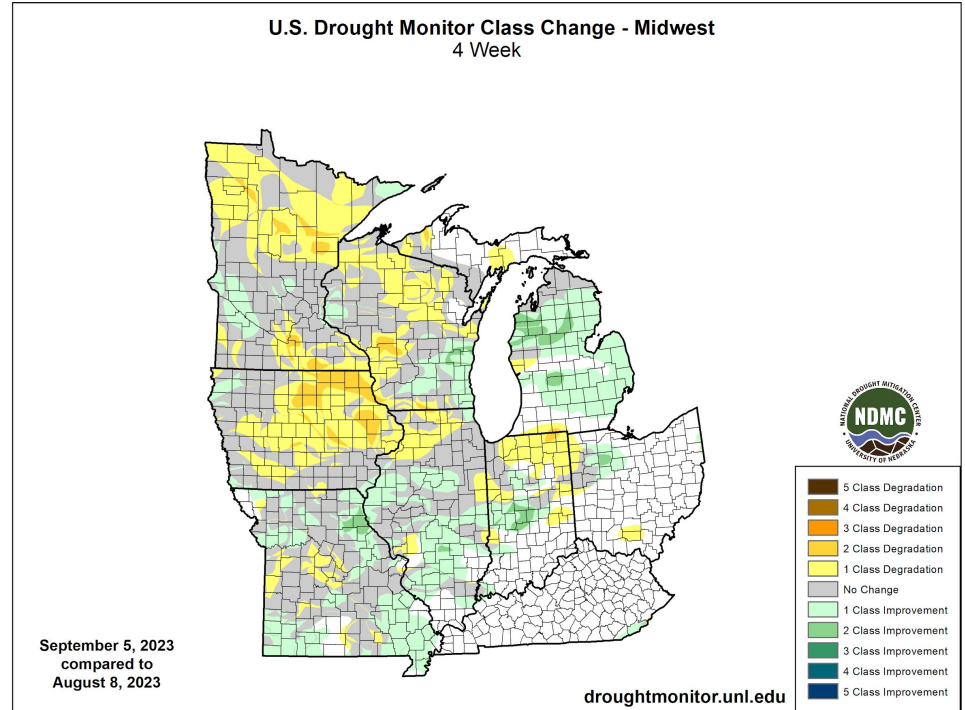 U.S. Drought Monitor Class Change - Midwest
4 Week
NATIONAL DROUGHT MITIGATION CENTER
NDMC
UNIVERSITY OF NEBRASKA
5 Class Degradation
4 Class Degradation
3 Class Degradation
2 Class Degradation
1 Class Degradation
No Change
1 Class Improvement
2 Class Improvement
3 Class Improvement
4 Class Improvement
5 Class Improvement
September 5, 2023
compared to
August 8, 2023
droughtmonitor.unl.edu